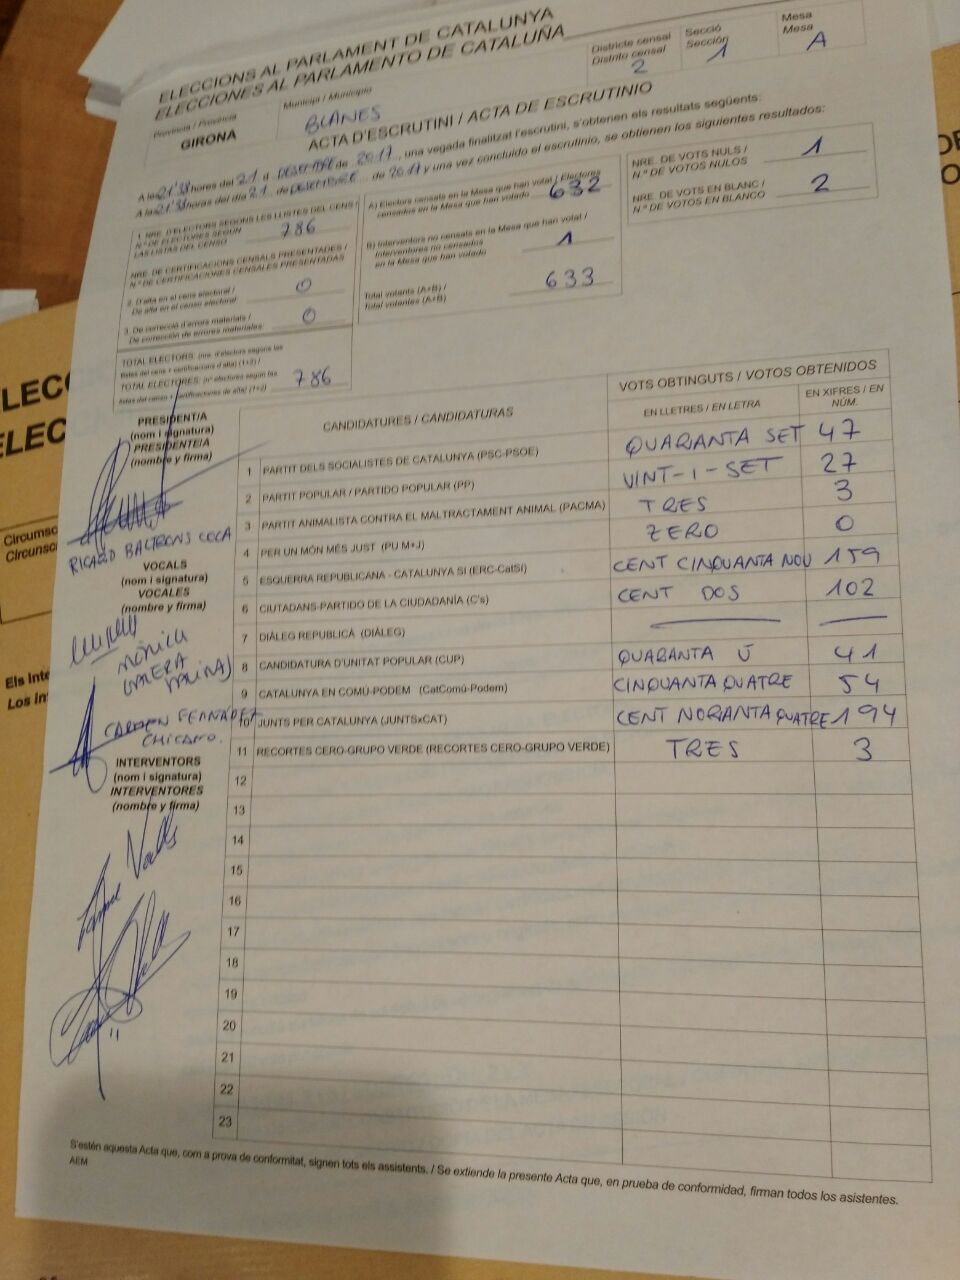 ELECCIONS AL PARLAMENT DE CATALUNYA
ELECCIONES AL PARLAMENTO DE CATALUÑA
Districte censal
Distrito censal
2
Secció
Sección
1
Mesa
Mesa
A
Província / Provincia
GIRONA
Municipi / Municipio
BLANES
ACTA D'ESCRUTINI / ACTA DE ESCRUTINIO
A les 21'38 hores del 21 d DESEMBRE de 2017, una vegada finalitzat l'escrutini, s'obtenen els resultats següents:
A las 21'38 horas del día 21 de DESEMBRE de 2017 y una vez concluido el escrutinio, se obtienen los siguientes resultados:
1. NRE. D'ELECTORS SEGONS LES LLISTES DEL CENS /
N.º DE ELECTORES SEGÚN
LAS LISTAS DEL CENSO
786
NRE. DE CERTIFICACIONS CENSALS PRESENTADES /
N.º DE CERTIFICACIONES CENSALES PRESENTADAS
2. D'alta en el cens electoral /
De alta en el censo electoral
0
3. De correcció d'errors materials /
De corrección de errores materiales
0
TOTAL ELECTORS: (nre. d'electors segons les
llistes del cens + certificacions d'alta) (1+2) /
TOTAL ELECTORES: (nº electores según las
listas del censo + certificaciones de alta) (1+2)
786
A) Electors censats en la Mesa que han votat / Electores
censados en la Mesa que han votado
632
B) Interventors no censats en la Mesa que han votat /
Interventores no censados
en la Mesa que han votado
1
Total votants (A+B) /
Total votantes (A+B)
633
NRE. DE VOTS NULS /
N.º DE VOTOS NULOS
1
NRE. DE VOTS EN BLANC /
N.º DE VOTOS EN BLANCO
2
PRESIDENT/A
(nom i signatura)
PRESIDENTE/A
(nombre y firma)
RICARD BALTRONS COCA
VOCALS
(nom i signatura)
VOCALES
(nombre y firma)
MÒNICA
CARMEN FERNÁNDEZ
CHICANO.
INTERVENTORS
(nom i signatura)
INTERVENTORES
(nombre y firma)
CANDIDATURES / CANDIDATURAS
VOTS OBTINGUTS / VOTOS OBTENIDOS
EN LLETRES / EN LETRA
EN XIFRES / EN NÚM.
1 PARTIT DELS SOCIALISTES DE CATALUNYA (PSC-PSOE) QUARANTA SET 47
2 PARTIT POPULAR / PARTIDO POPULAR (PP) VINT-I-SET 27
3 PARTIT ANIMALISTA CONTRA EL MALTRACTAMENT ANIMAL (PACMA) TRES 3
4 PER UN MÓN MÉS JUST (PU M+J) ZERO 0
5 ESQUERRA REPUBLICANA - CATALUNYA SI (ERC-CatSí) CENT CINQUANTA NOU 159
6 CIUTADANS-PARTIDO DE LA CIUDADANÍA (C's) CENT DOS 102
7 DIÀLEG REPUBLICÀ (DIÀLEG)
8 CANDIDATURA D'UNITAT POPULAR (CUP) QUARANTA U 41
9 CATALUNYA EN COMÚ-PODEM (CatComú-Podem) CINQUANTA QUATRE 54
10 JUNTS PER CATALUNYA (JUNTSxCAT) CENT NORANTA QUATRE 194
11 RECORTES CERO-GRUPO VERDE (RECORTES CERO-GRUPO VERDE) TRES 3
12
13
14
15
16
17
18
19
20
21
22
23
S'estén aquesta Acta que, com a prova de conformitat, signen tots els assistents. / Se extiende la presente Acta que, en prueba de conformidad, firman todos los asistentes.
AEM